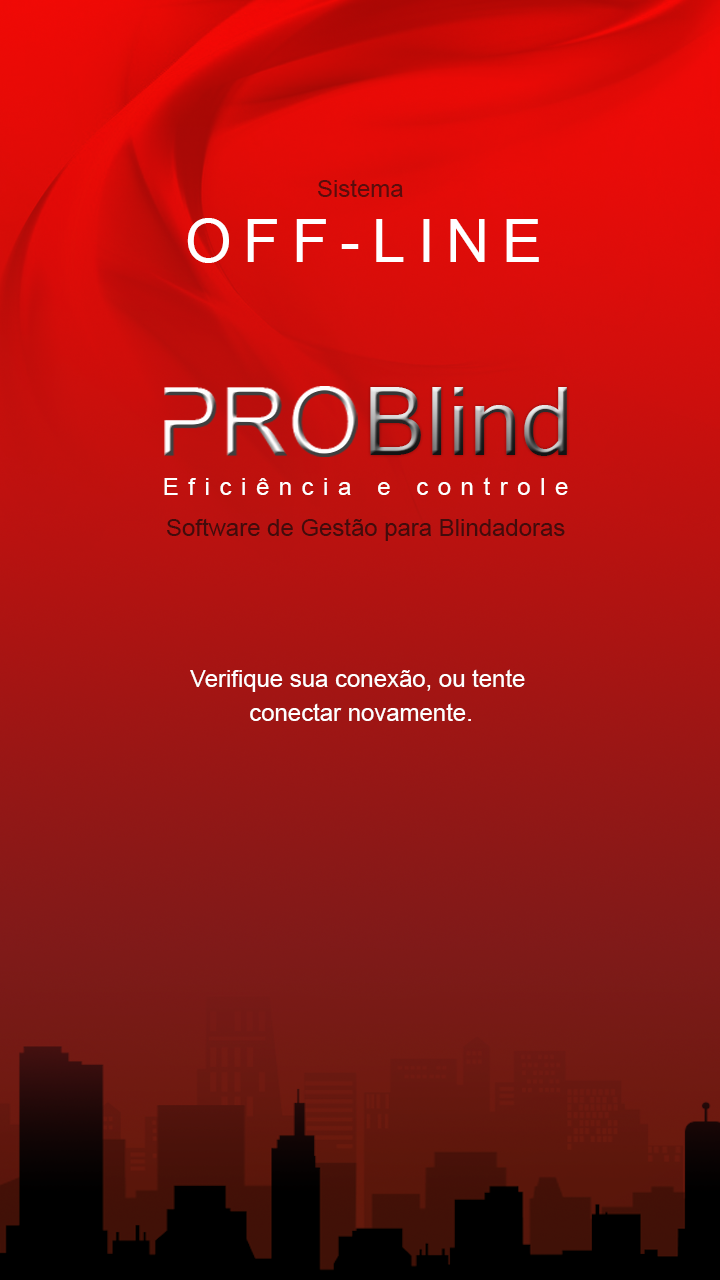 Sistema
OFF-LINE
PROBlind
Eficiência e controle
Software de Gestão para Blindadoras
Verifique sua conexão, ou tente
conectar novamente.